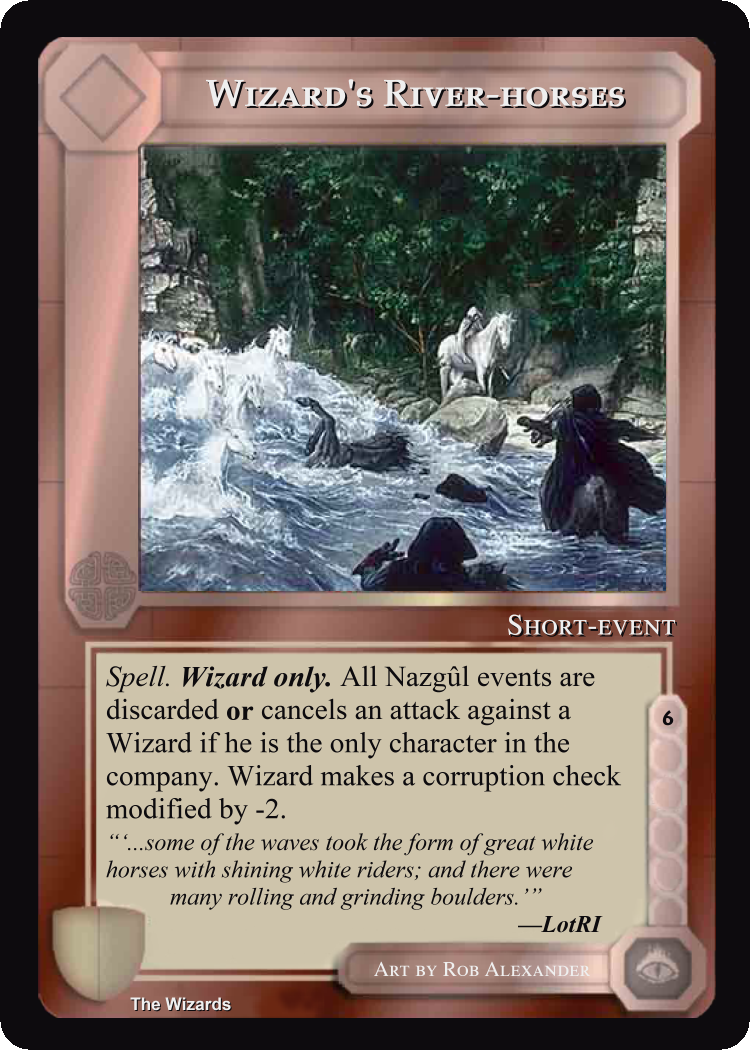 Wizard's River-horses
Short-event
Spell. Wizard only. All Nazgûl events are
discarded or cancels an attack against a
Wizard if he is the only character in the
company. Wizard makes a corruption check
modified by -2.
“‘...some of the waves took the form of great white
horses with shining white riders; and there were
many rolling and grinding boulders.’”
—LotRI
6
Art by Rob Alexander
The Wizards